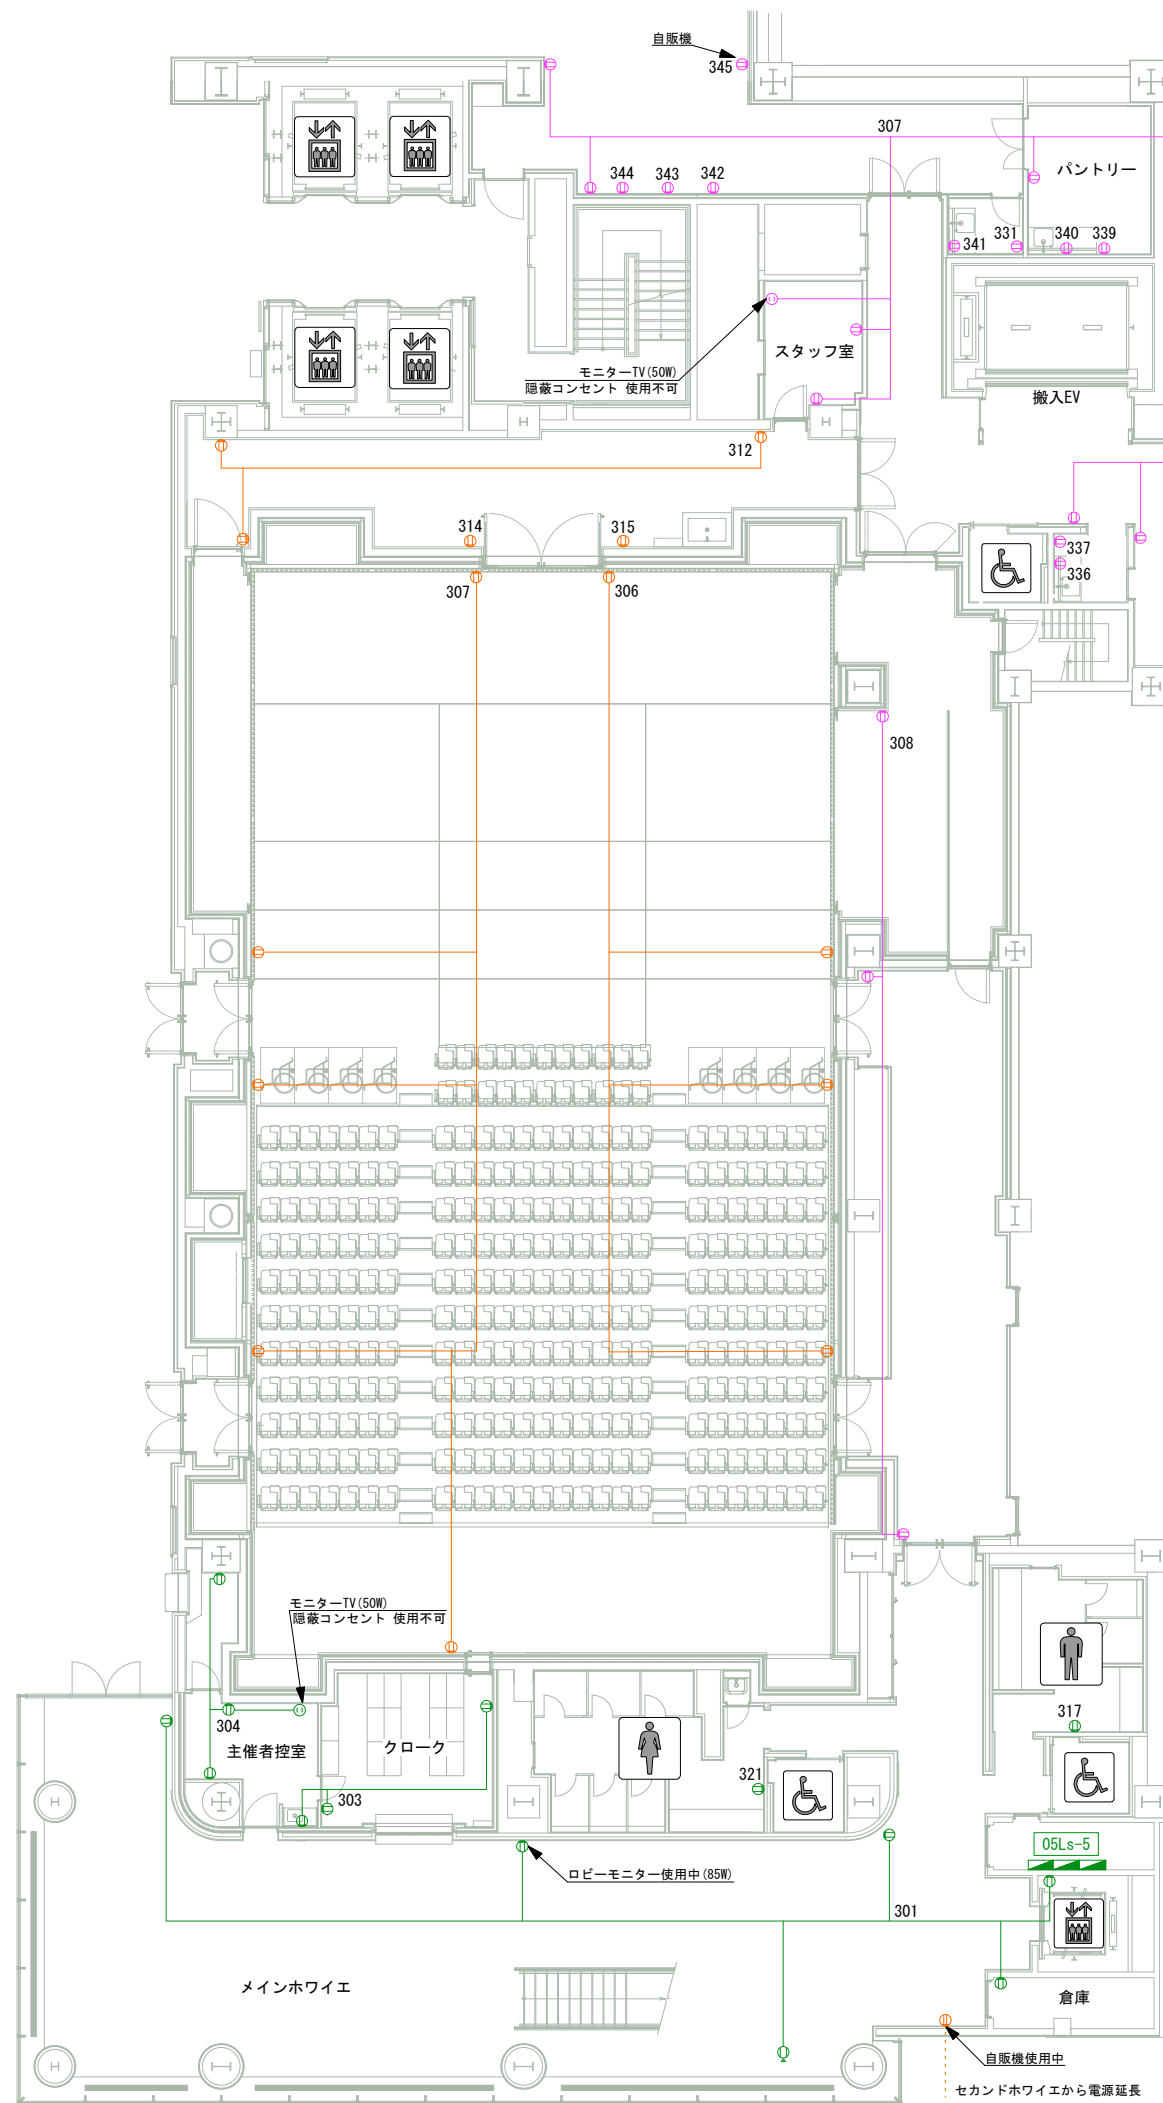 自販機
345
307
344
343
342
パントリー
341
331
340
339
スタッフ室
モニターTV(50W)
隠蔽コンセント 使用不可
搬入EV
312
314
315
337
336
307
306
308
モニターTV(50W)
隠蔽コンセント 使用不可
304
主催者控室
クローク
303
321
317
05Ls-5
ロビーモニター使用中(85W)
301
メインホワイエ
倉庫
自販機使用中
セカンドホワイエから電源延長